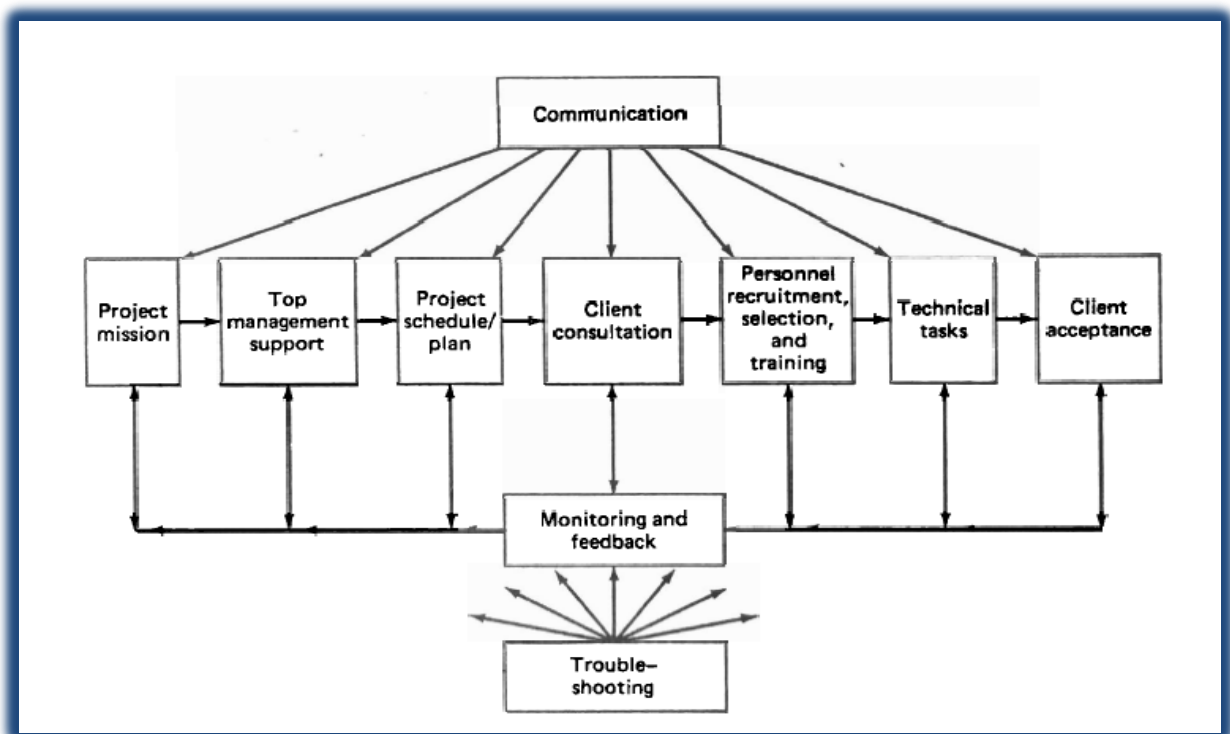 Communication
Project
mission
Top
management
support
Project
schedule/
plan
Client
consultation
Personnel
recruitment,
selection,
and
training
Technical
tasks
Client
acceptance
Monitoring and
feedback
Trouble–
shooting